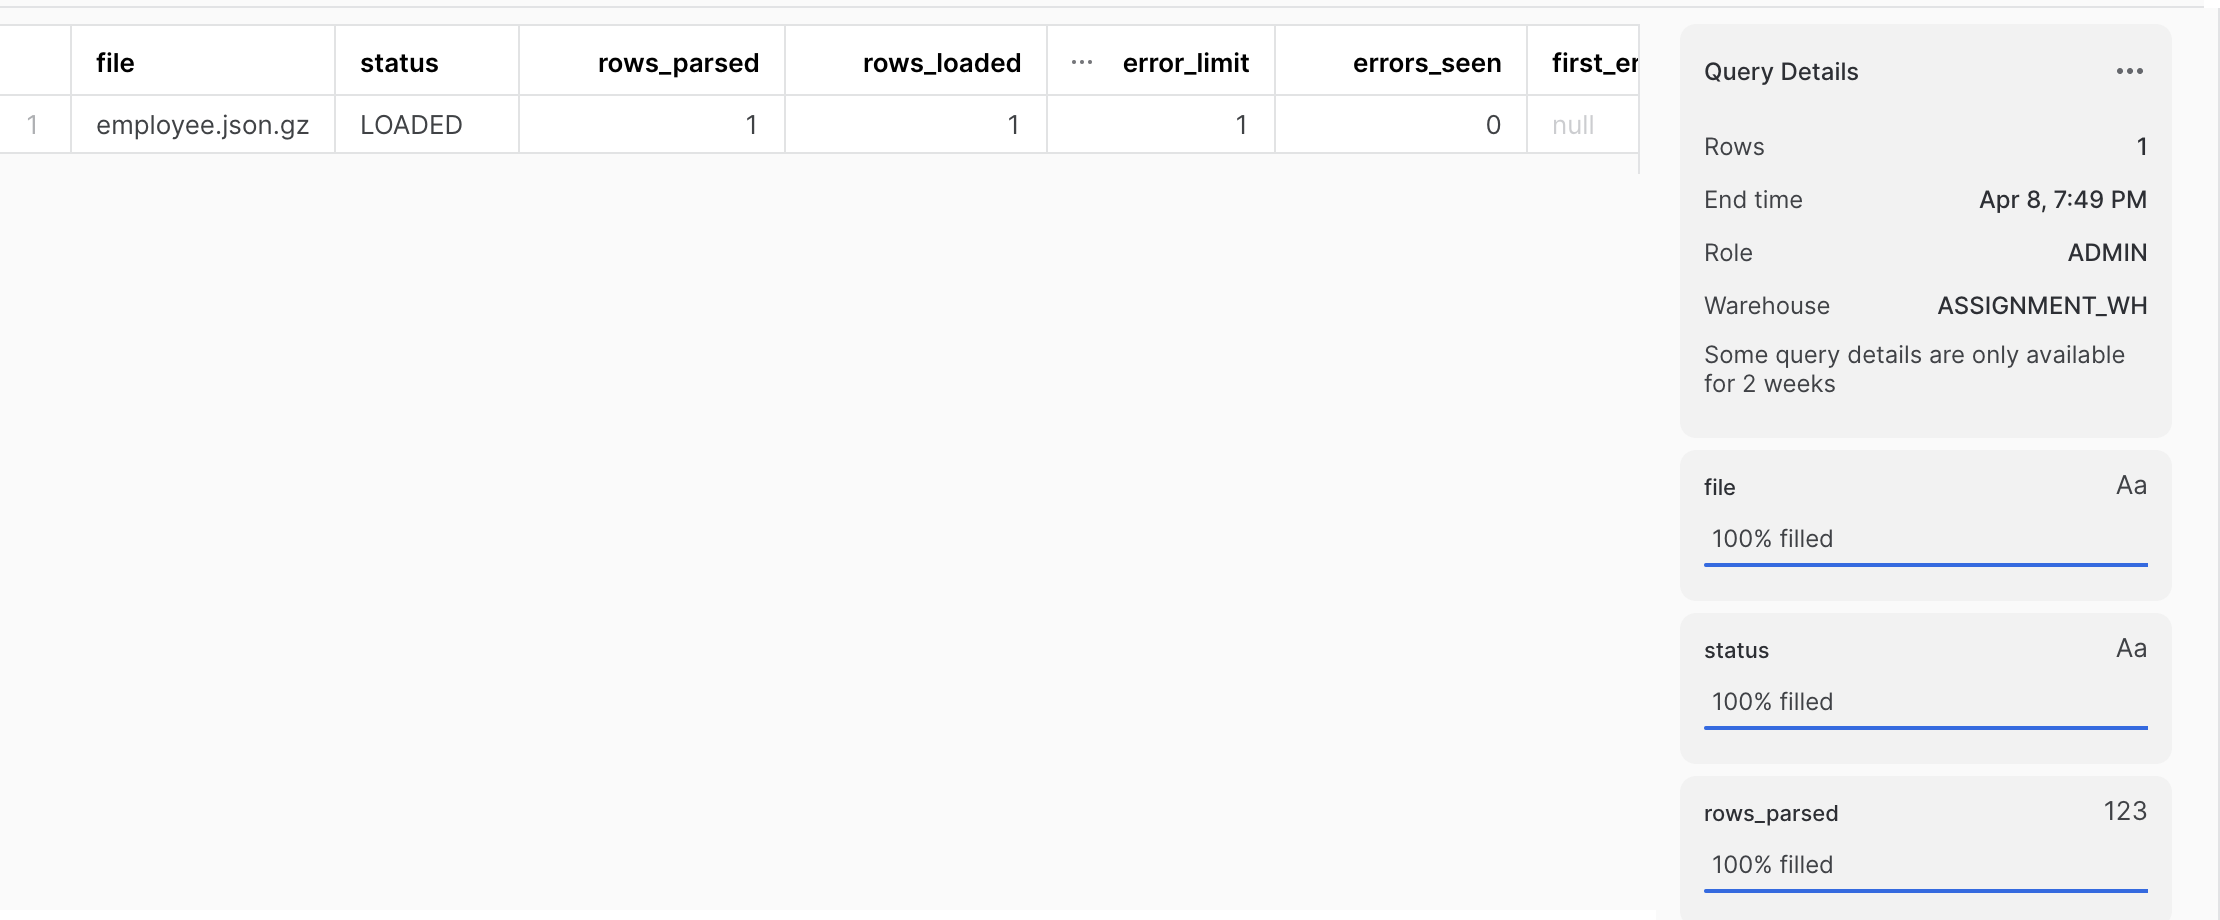 file status rows_parsed rows_loaded ... error_limit errors_seen first_er
1 employee.json.gz LOADED 1 1 1 0 null
Query Details ...
Rows 1
End time Apr 8, 7:49 PM
Role ADMIN
Warehouse ASSIGNMENT_WH
Some query details are only available
for 2 weeks
file Aa
100% filled
status Aa
100% filled
rows_parsed 123
100% filled